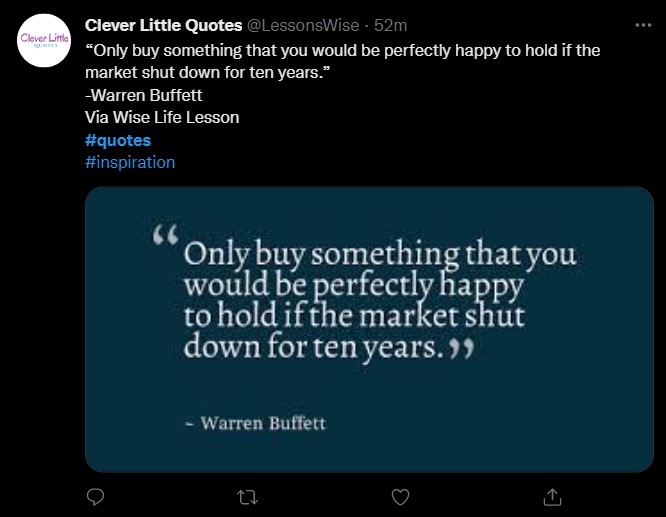 Clever Little
QUOTES
Clever Little Quotes @LessonsWise · 52m
“Only buy something that you would be perfectly happy to hold if the
market shut down for ten years.”
-Warren Buffett
Via Wise Life Lesson
#quotes
#inspiration
“Only buy something that you
would be perfectly happy
to hold if the market shut
down for ten years.”
~ Warren Buffett